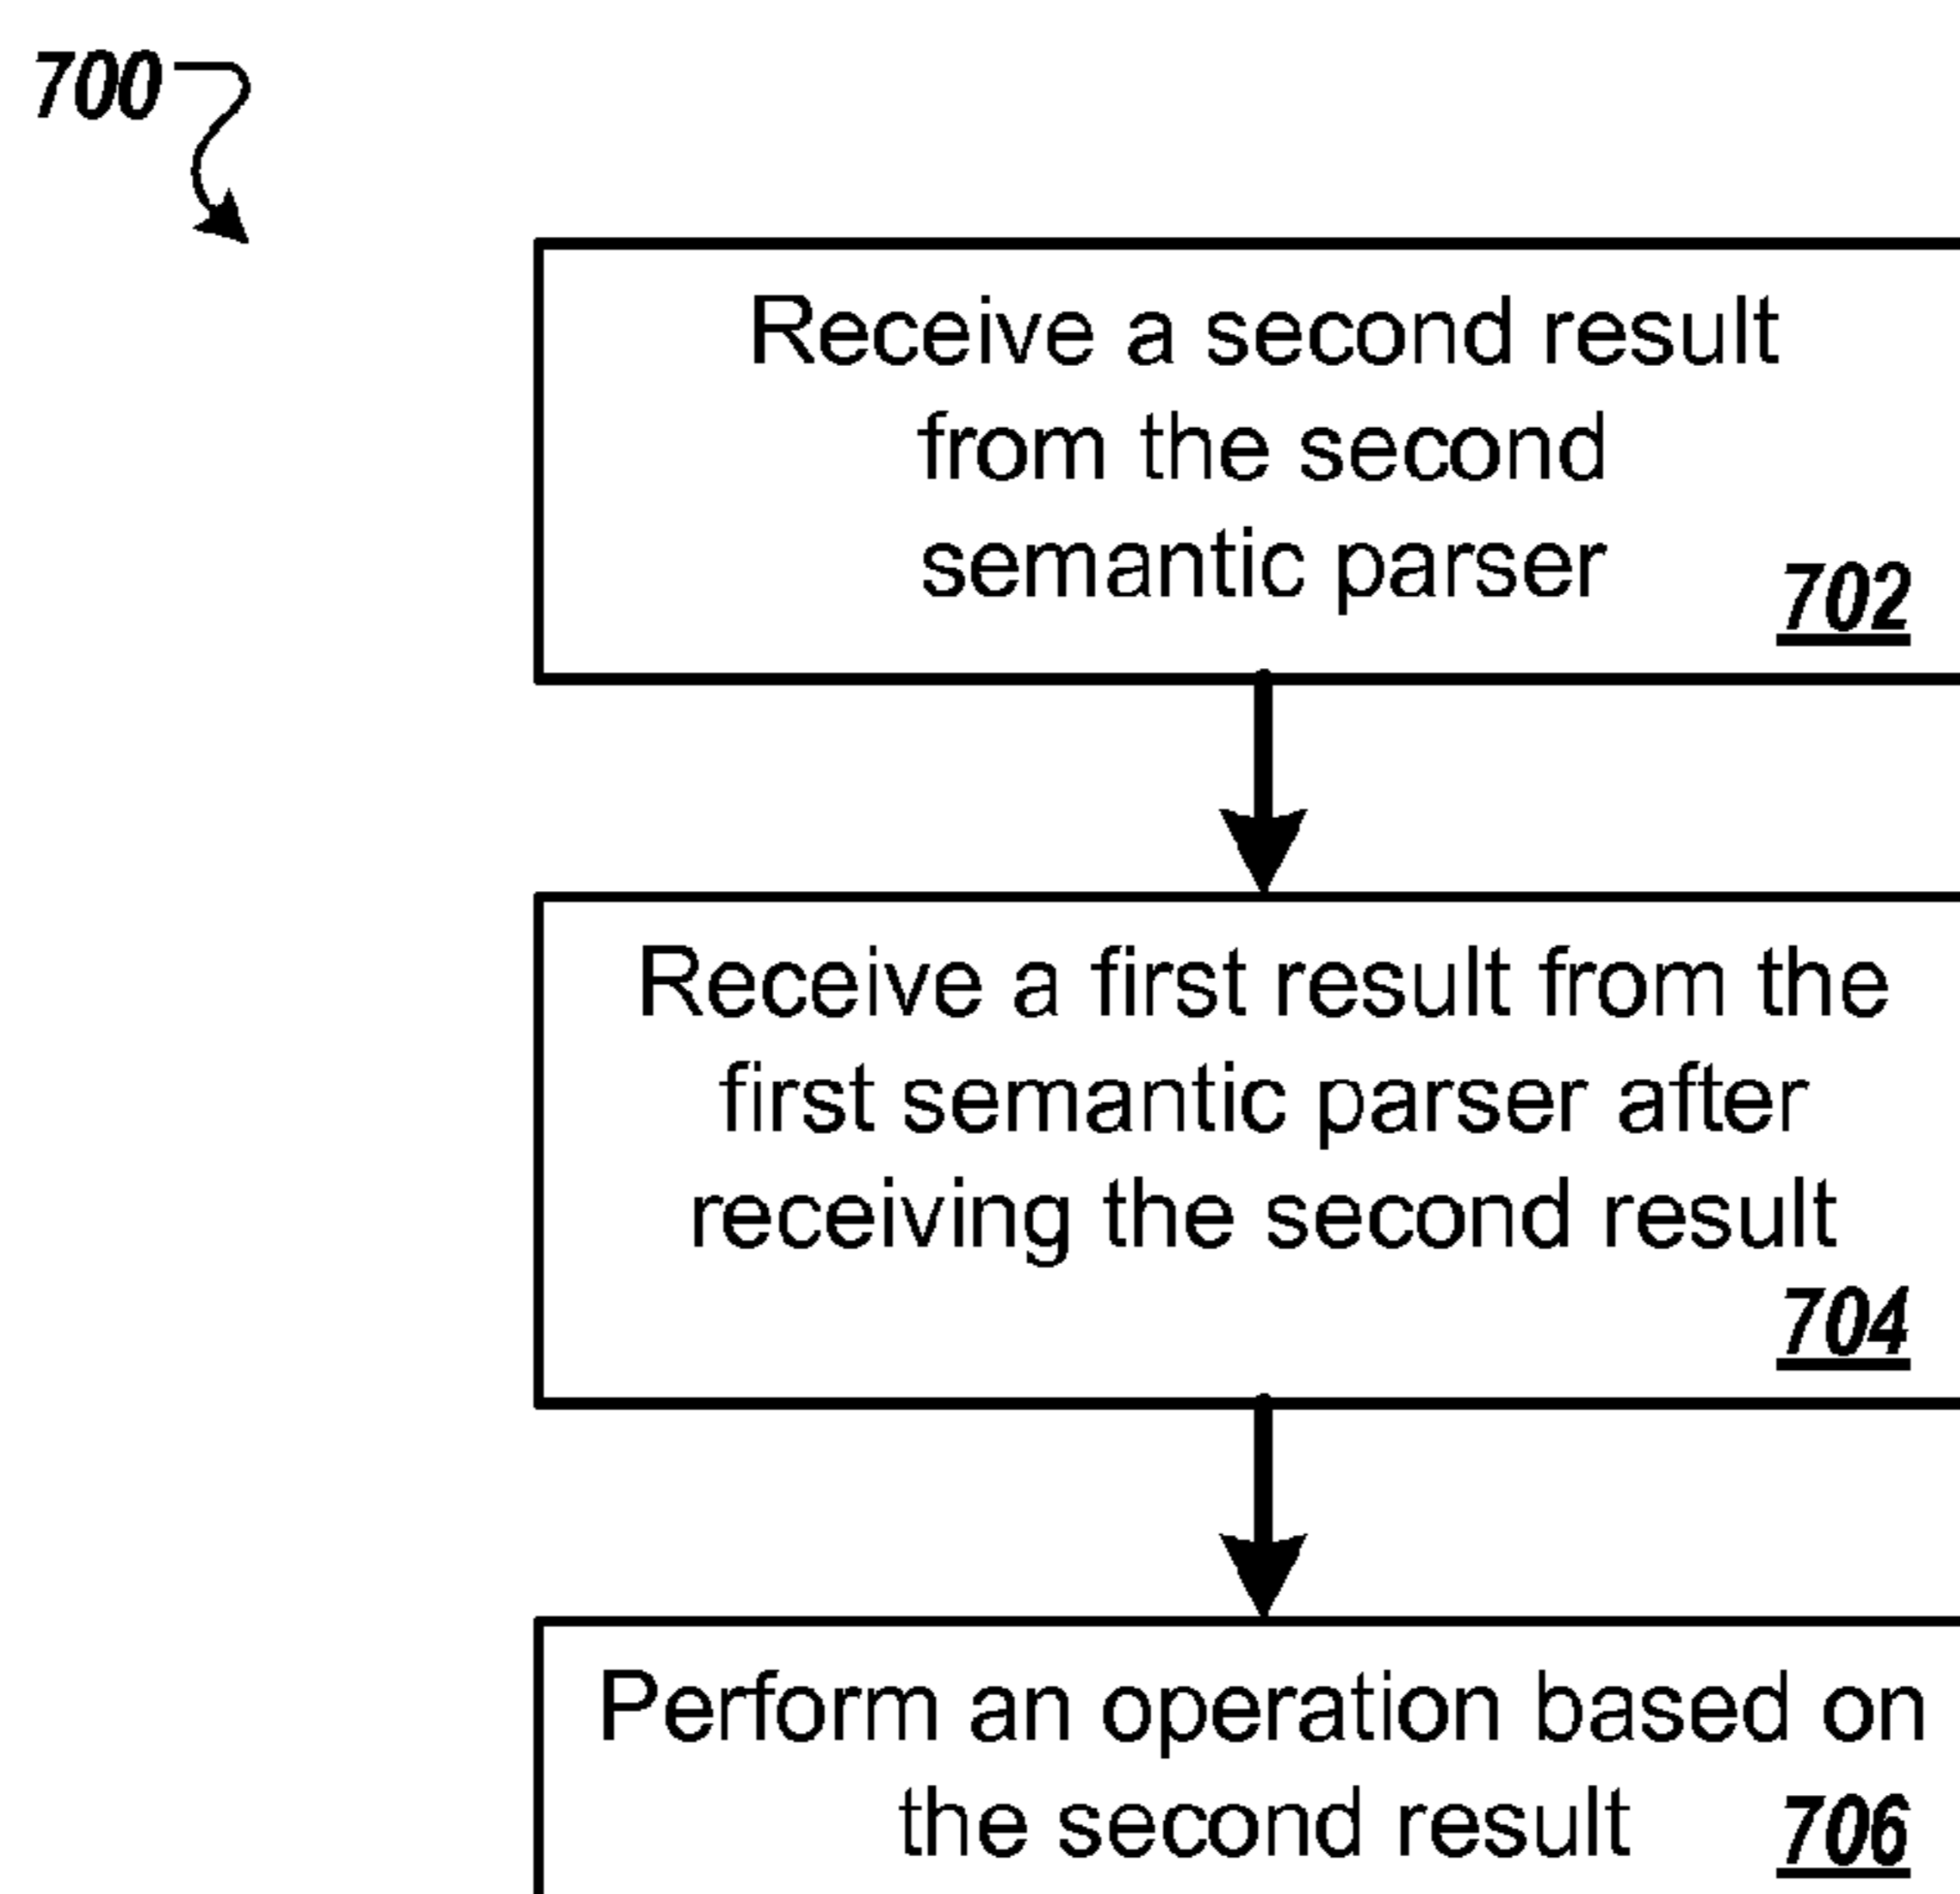 700
Receive a second result
from the second
semantic parser
702
Receive a first result from the
first semantic parser after
receiving the second result
704
Perform an operation based on
the second result
706